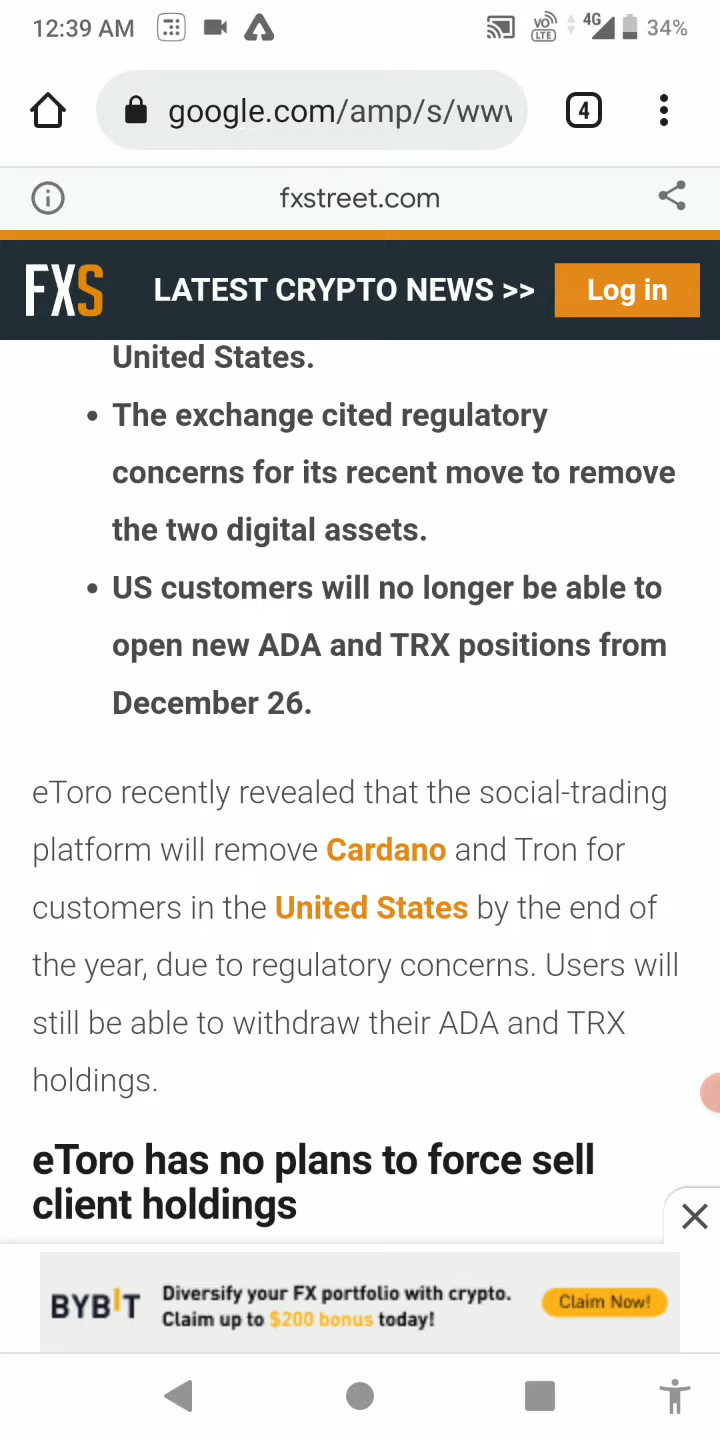 12:39 AM VO LTE 4G 34%
google.com/amp/s/www
4
fxstreet.com
FXS LATEST CRYPTO NEWS >> Log in
United States.
• The exchange cited regulatory
concerns for its recent move to remove
the two digital assets.
• US customers will no longer be able to
open new ADA and TRX positions from
December 26.
eToro recently revealed that the social-trading
platform will remove Cardano and Tron for
customers in the United States by the end of
the year, due to regulatory concerns. Users will
still be able to withdraw their ADA and TRX
holdings.
eToro has no plans to force sell
client holdings
BYBIT Diversify your FX portfolio with crypto.
Claim up to $200 bonus today!
Claim Now!